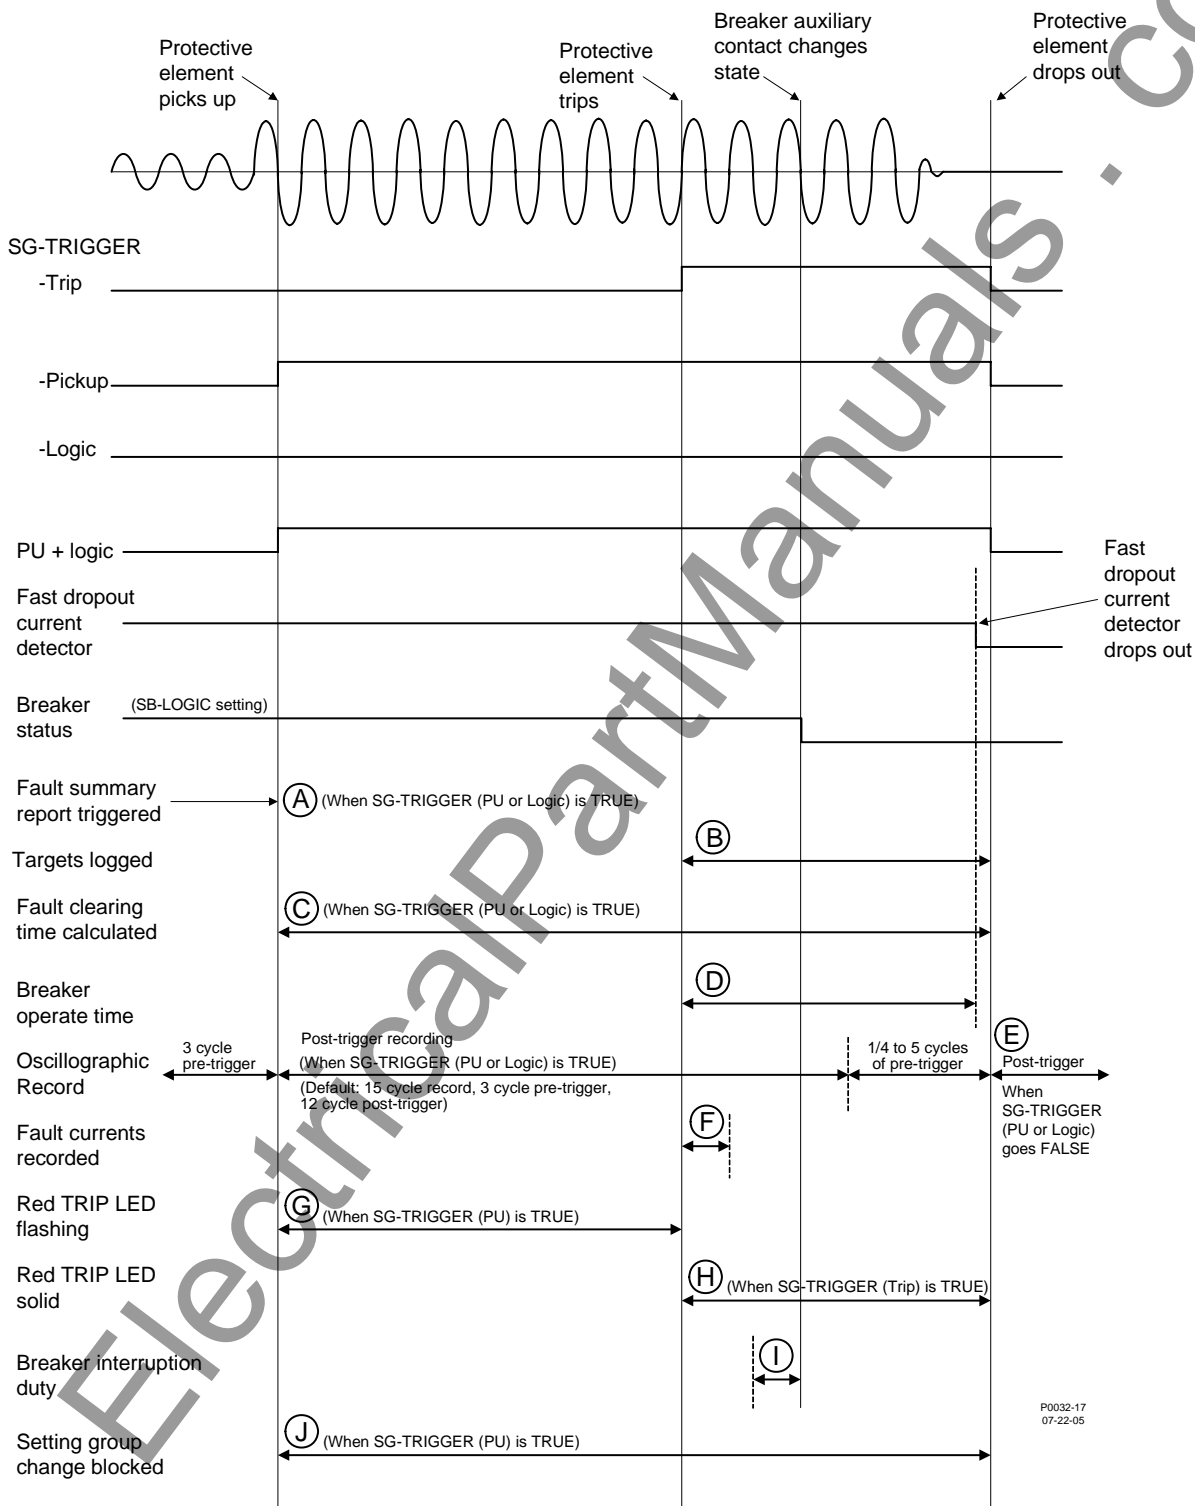 Protective
element
picks up
Protective
element
trips
Breaker auxiliary
contact changes
state
Protective
element
drops out
SG-TRIGGER
-Trip
-Pickup
-Logic
PU + logic
Fast dropout
current
detector
Fast
dropout
current
detector
drops out
Breaker
status
(SB-LOGIC setting)
Fault summary
report triggered
A (When SG-TRIGGER (PU or Logic) is TRUE)
Targets logged
B
Fault clearing
time calculated
C (When SG-TRIGGER (PU or Logic) is TRUE)
Breaker
operate time
D
Oscillographic
Record
3 cycle
pre-trigger
Post-trigger recording
(When SG-TRIGGER (PU or Logic) is TRUE)
(Default: 15 cycle record, 3 cycle pre-trigger,
12 cycle post-trigger)
1/4 to 5 cycles
of pre-trigger
E
Post-trigger
When
SG-TRIGGER
(PU or Logic)
goes FALSE
Fault currents
recorded
F
Red TRIP LED
flashing
G (When SG-TRIGGER (PU) is TRUE)
Red TRIP LED
solid
H (When SG-TRIGGER (Trip) is TRUE)
Breaker interruption
duty
I
Setting group
change blocked
J (When SG-TRIGGER (PU) is TRUE)
P0032-17
07-22-05
ElectricalPartManuals . co